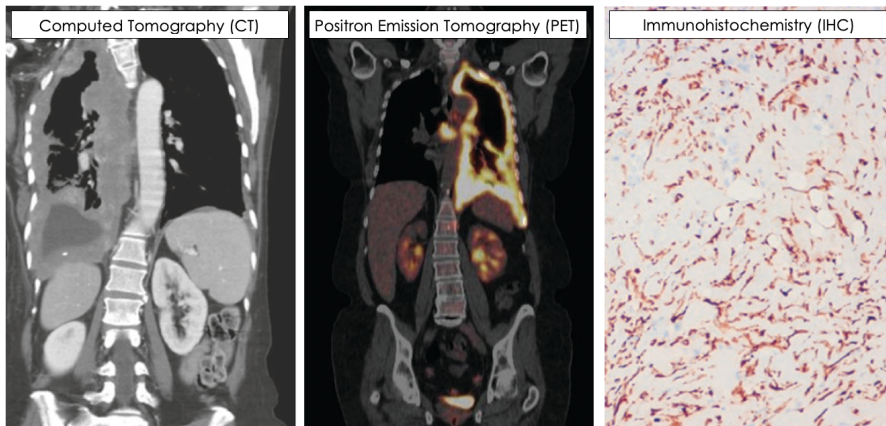 Computed Tomography (CT)
Positron Emission Tomography (PET)
Immunohistochemistry (IHC)